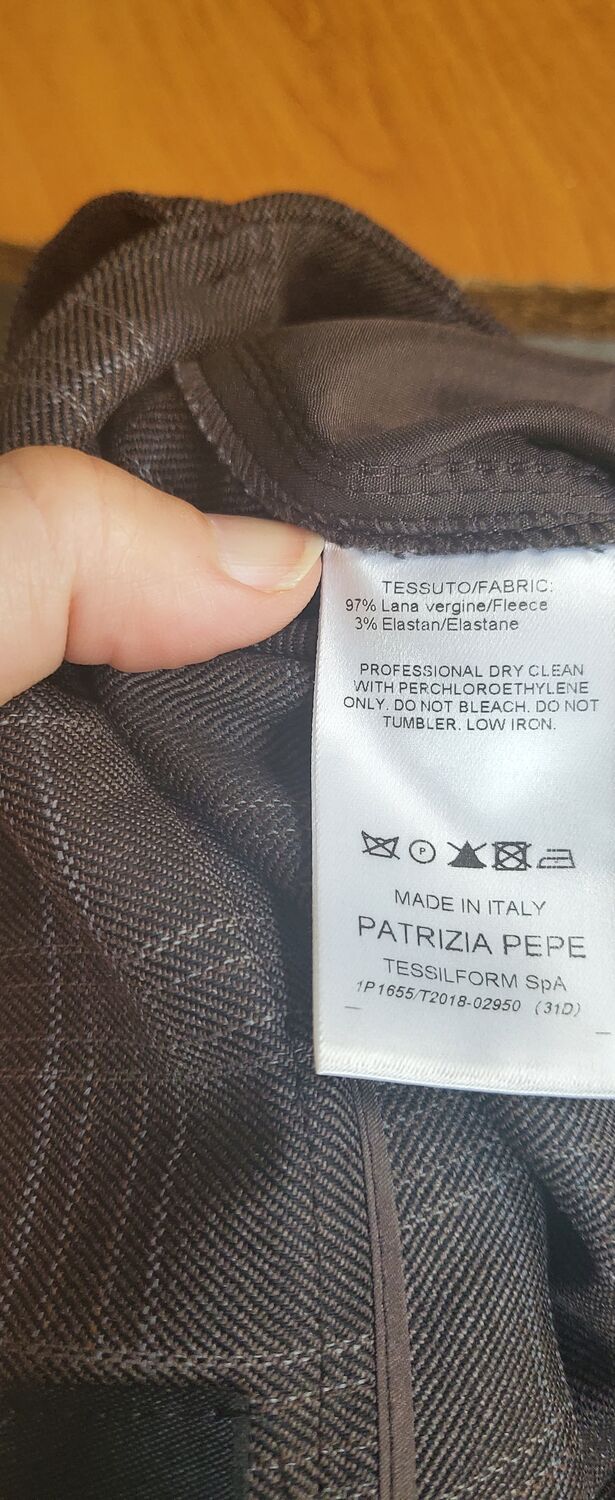 TESSUTO/FABRIC:
97% Lana vergine/Fleece
3% Elastan/Elastane
PROFESSIONAL DRY CLEAN
WITH PERCHLOROETHYLENE
ONLY. DO NOT BLEACH. DO NOT
TUMBLER. LOW IRON.
P
MADE IN ITALY
PATRIZIA PEPE
TESSILFORM SpA
1P1655/T2018-02950 (31D)